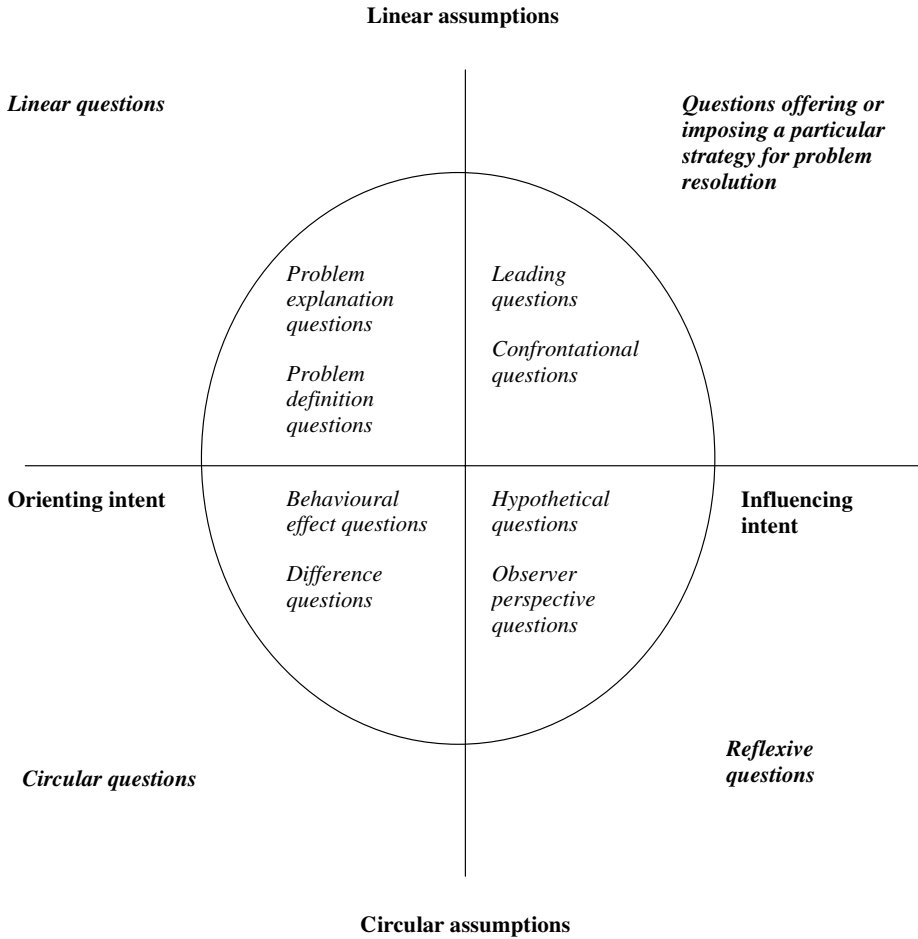 Linear assumptions
Linear questions
Questions offering or
imposing a particular
strategy for problem
resolution
Problem
explanation
questions
Problem
definition
questions
Leading
questions
Confrontational
questions
Orienting intent
Behavioural
effect questions
Difference
questions
Hypothetical
questions
Observer
perspective
questions
Influencing
intent
Circular questions
Reflexive
questions
Circular assumptions